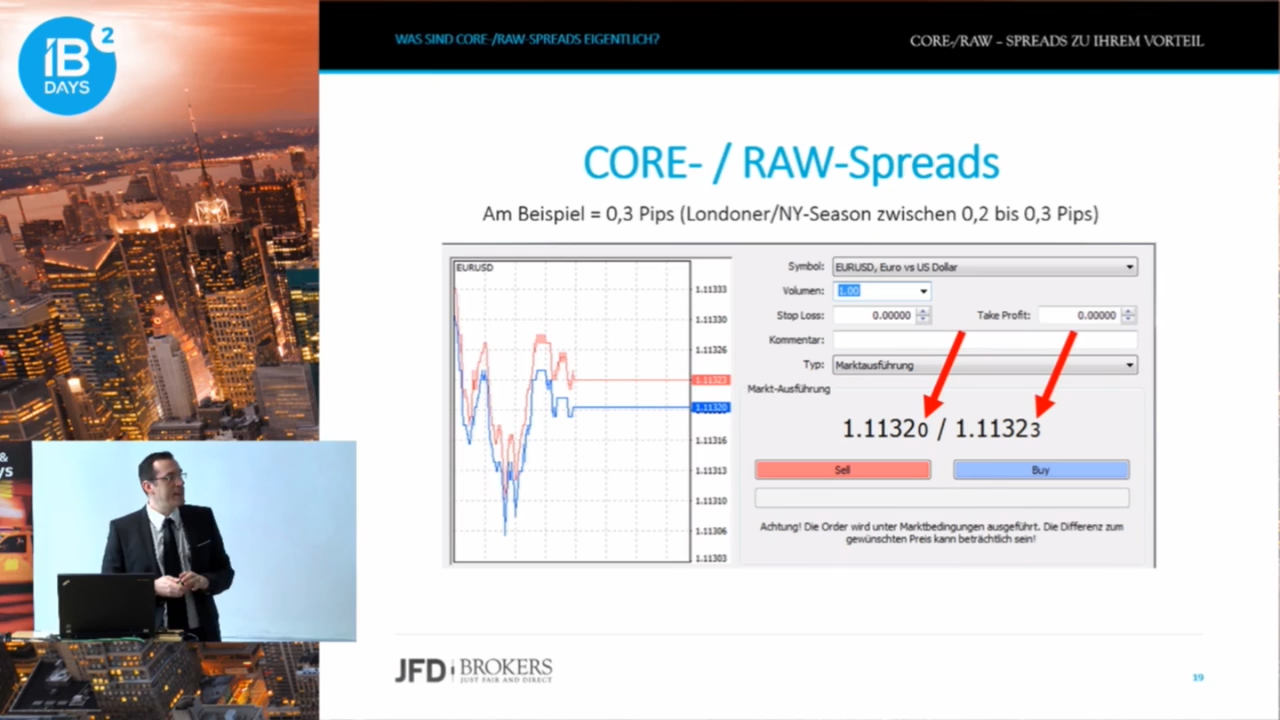 iB 2
DAYS
WAS SIND CORE-/RAW-SPREADS EIGENTLICH?
CORE-/RAW – SPREADS ZU IHREM VORTEIL
CORE- / RAW-Spreads
Am Beispiel = 0,3 Pips (Londoner/NY-Season zwischen 0,2 bis 0,3 Pips)
EURUSD
1.11333
1.11330
1.11326
1.11323
1.11320
1.11316
1.11313
1.11310
1.11306
1.11303
Symbol: EURUSD, Euro vs US Dollar
Volumen: 1.00
Stop Loss: 0.00000 Take Profit: 0.00000
Kommentar:
Typ: Marktausführung
Markt-Ausführung
1.11320 / 1.11323
Sell Buy
Achtung! Die Order wird unter Marktbedingungen ausgeführt. Die Differenz zum
gewünschten Preis kann beträchtlich sein!
&
ys
JFD BROKERS
JUST FAIR AND DIRECT
19